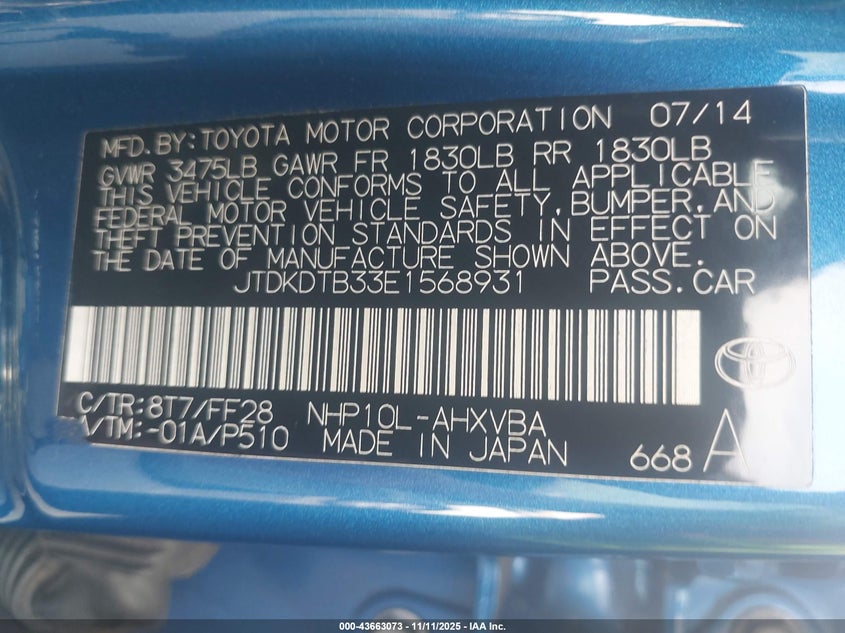 MFD.BY:TOYOTA MOTOR CORPORATION 07/14
GVWR 3475LB GAWR FR 1830LB RR 1830LB
THIS VEHICLE CONFORMS TO ALL APPLICABLE
FEDERAL MOTOR VEHICLE SAFETY,BUMPER,AND
THEFT PREVENTION STANDARDS IN EFFECT ON
THE DATE OF MANUFACTURE SHOWN ABOVE.
JTDKDTB33E1568931 PASS.CAR
C/TR:8T7/FF28 NHP10L-AHXVBA
A/TM:-01A/P510 MADE IN JAPAN 668 A
000-43663073 - 11/11/2025 - IAA Inc.